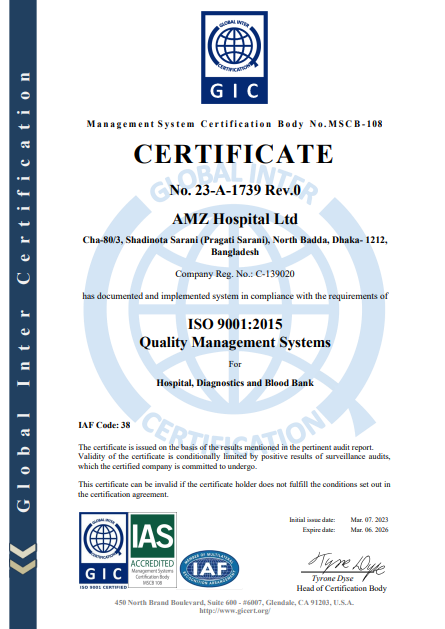 GLOBAL INTER
CERTIFICATION
GIC
Global Inter Certification
Management System Certification Body No.MSCB-108
CERTIFICATE
GLOBAL INTER
No. 23-A-1739 Rev.0
AMZ Hospital Ltd
Cha-80/3, Shadinota Sarani (Pragati Sarani), North Badda, Dhaka- 1212,
Bangladesh
Company Reg. No.: C-139020
has documented and implemented system in compliance with the requirements of
ISO 9001:2015
Quality Management Systems
For
Hospital, Diagnostics and Blood Bank
CERTIFICATION
IAF Code: 38
The certificate is issued on the basis of the results mentioned in the pertinent audit report.
Validity of the certificate is conditionally limited by positive results of surveillance audits,
which the certified company is committed to undergo.
This certificate can be invalid if the certificate holder does not fulfill the conditions set out in
the certification agreement.
GLOBAL INTER
CERTIFICATION
GIC
ISO 9001 CERTIFIED
IAS
ACCREDITED
Management Systems
Certification Body
MSCB 108
MEMBER OF MULTILATERAL
IAF
RECOGNITION ARRANGEMENT
Initial issue date: Mar. 07. 2023
Expire date: Mar. 06. 2026
Tyrone Dyse
Tyrone Dyse
Head of Certification Body
450 North Brand Boulevard, Suite 600 - #6007, Glendale, CA 91203, U.S.A.
http://www.gicert.org/